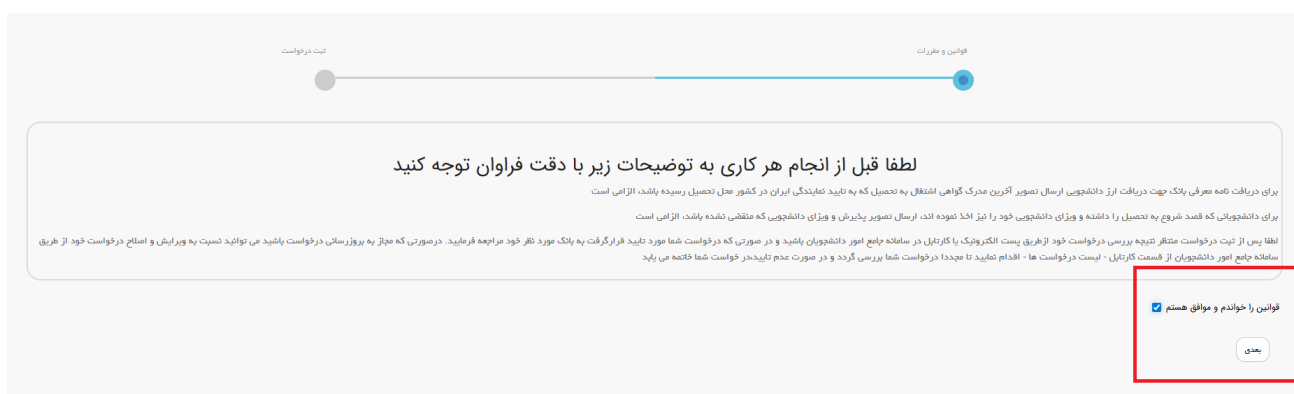 قوانین و مقررات
ثبت درخواست
لطفا قبل از انجام هر کاری به توضیحات زیر با دقت فراوان توجه کنید
برای دریافت نامه معرفی بانک جهت دریافت ارز دانشجویی ارسال تصویر آخرین مدرک گواهی اشتغال به تحصیل که به تایید نمایندگی ایران در کشور محل تحصیل رسیده باشد، الزامی است
برای دانشجویانی که قصد شروع به تحصیل را داشته و ویزای دانشجویی خود را نیز اخذ نموده اند، ارسال تصویر پذیرش و ویزای دانشجویی که منقضی نشده باشد، الزامی است
لطفا پس از ثبت درخواست منتظر نتیجه بررسی درخواست خود ازطریق پست الکترونیک یا کارتابل در سامانه جامع امور دانشجویان باشید و در صورتی که درخواست شما مورد تایید قرارگرفت به بانک مورد نظر خود مراجعه فرمایید. درصورتی که مجاز به بروزرسانی درخواست باشید می توانید نسبت به ویرایش و اصلاح درخواست خود از طریق
سامانه جامع امور دانشجویان از قسمت کارتابل - لیست درخواست ها - اقدام نمایید تا مجددا درخواست شما بررسی گردد و در صورت عدم تایید،در خواست شما خاتمه می یابد
قوانین را خواندم و موافق هستم
بعدی